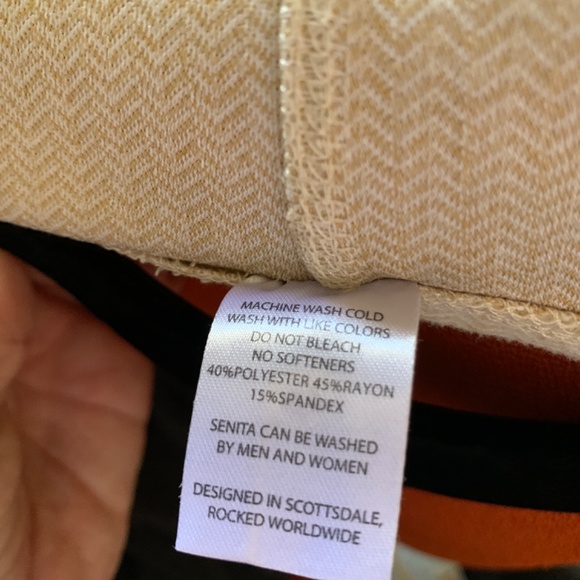 MACHINE WASH COLD
WASH WITH LIKE COLORS
DO NOT BLEACH
NO SOFTENERS
40%POLYESTER 45%RAYON
15%SPANDEX
SENITA CAN BE WASHED
BY MEN AND WOMEN
DESIGNED IN SCOTTSDALE,
ROCKED WORLDWIDE